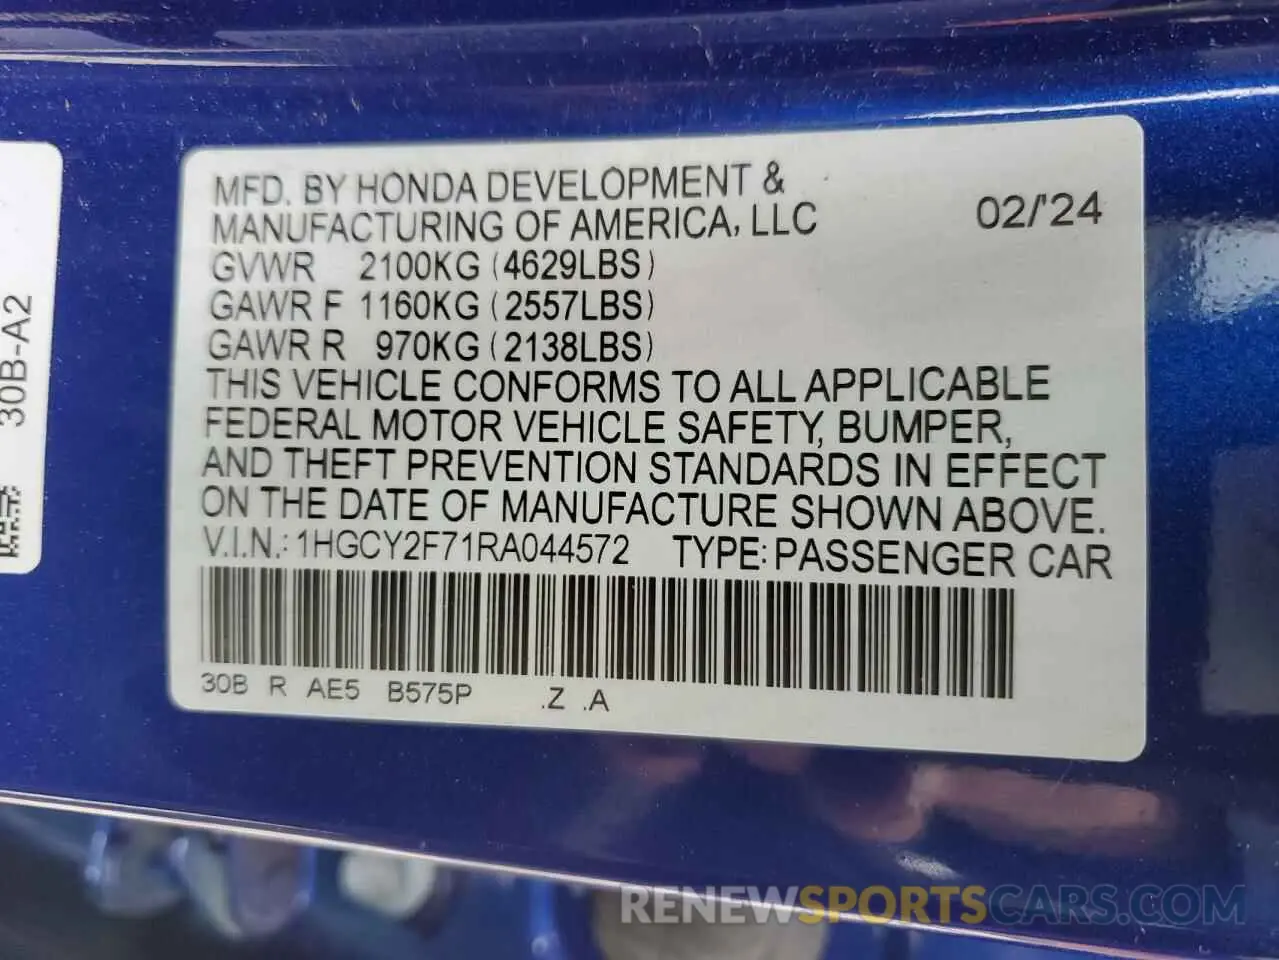 MFD. BY HONDA DEVELOPMENT &
MANUFACTURING OF AMERICA, LLC 02/'24
GVWR 2100KG (4629LBS)
GAWR F 1160KG (2557LBS)
GAWR R 970KG (2138LBS)
THIS VEHICLE CONFORMS TO ALL APPLICABLE
FEDERAL MOTOR VEHICLE SAFETY, BUMPER,
AND THEFT PREVENTION STANDARDS IN EFFECT
ON THE DATE OF MANUFACTURE SHOWN ABOVE.
V.I.N.: 1HGCY2F71RA044572 TYPE: PASSENGER CAR
30B R AE5 B575P .Z .A
30B-A2
RENEWSPORTSCARS.COM